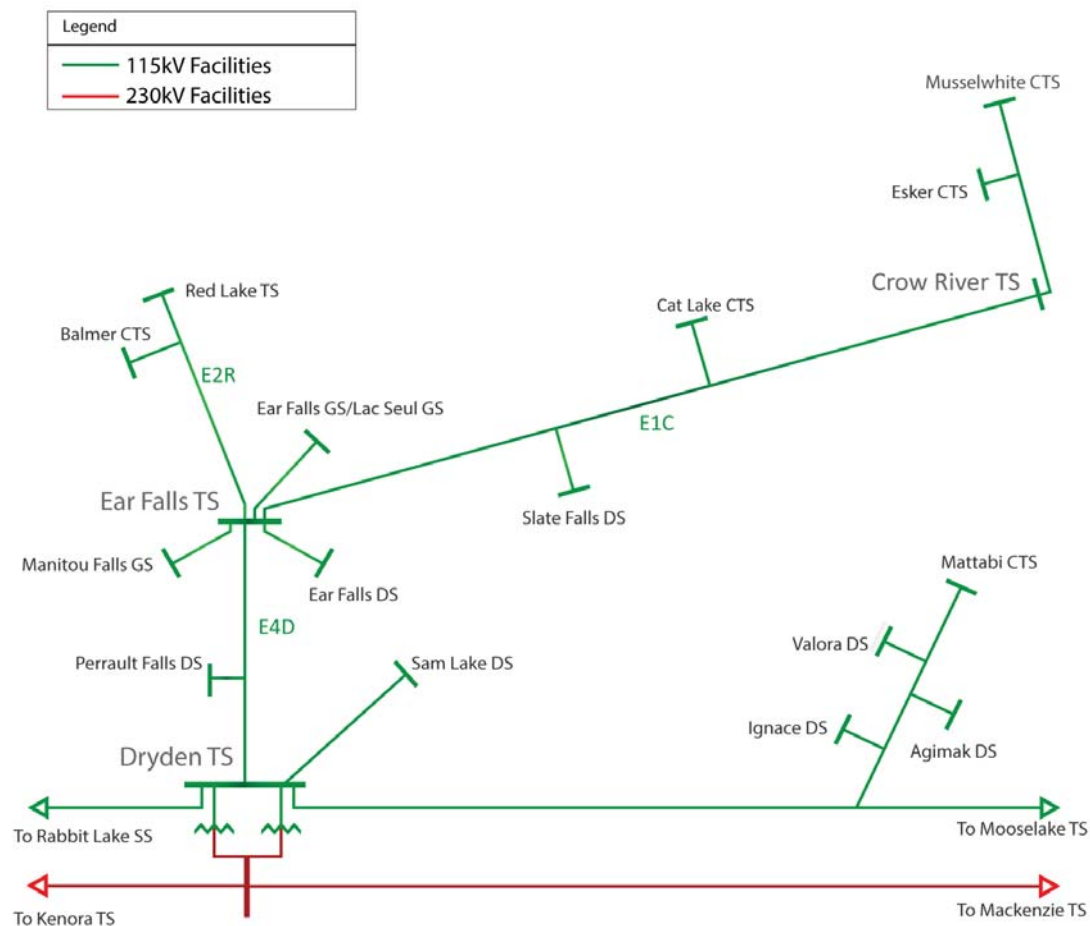 Legend
115kV Facilities
230kV Facilities
Musselwhite CTS
Esker CTS
Crow River TS
Red Lake TS
Cat Lake CTS
Balmer CTS
E2R
Ear Falls GS/Lac Seul GS
E1C
Ear Falls TS
Slate Falls DS
Manitou Falls GS
Mattabi CTS
Ear Falls DS
E4D
Valora DS
Perrault Falls DS
Sam Lake DS
Ignace DS
Agimak DS
Dryden TS
To Rabbit Lake SS
To Mooselake TS
To Kenora TS
To Mackenzie TS